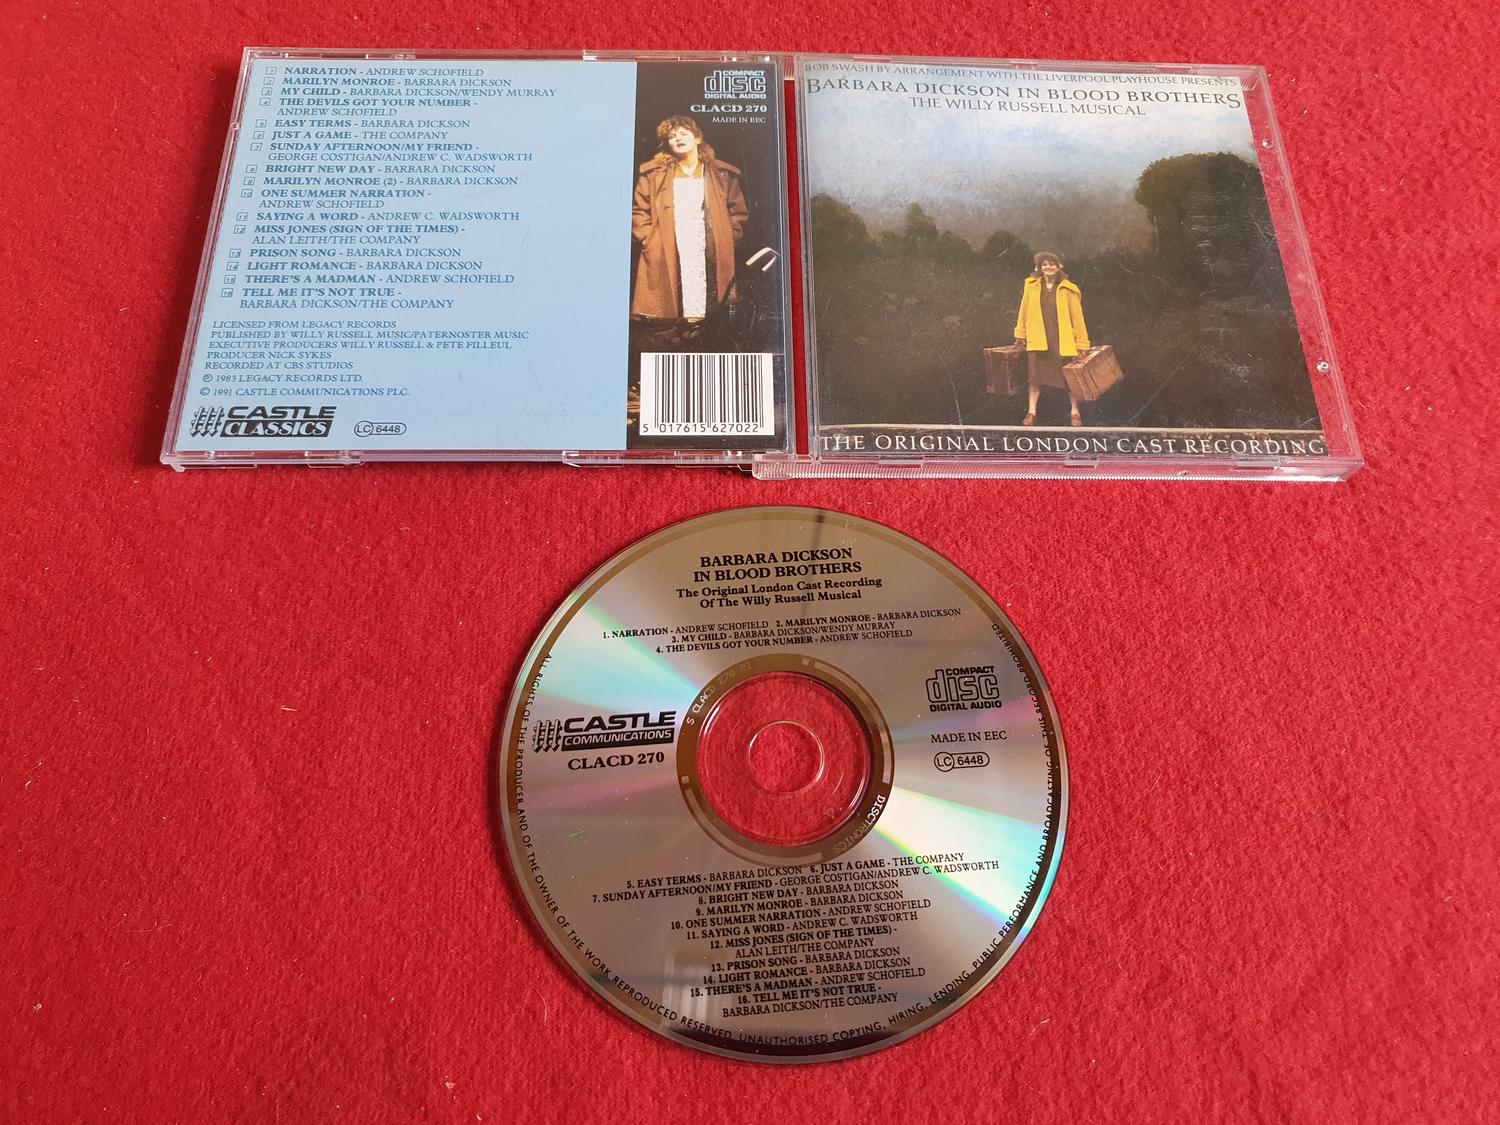 1 NARRATION - ANDREW SCHOFIELD
2 MARILYN MONROE - BARBARA DICKSON
3 MY CHILD - BARBARA DICKSON/WENDY MURRAY
4 THE DEVILS GOT YOUR NUMBER -
ANDREW SCHOFIELD
5 EASY TERMS - BARBARA DICKSON
6 JUST A GAME - THE COMPANY
7 SUNDAY AFTERNOON/MY FRIEND -
GEORGE COSTIGAN/ANDREW C. WADSWORTH
8 BRIGHT NEW DAY - BARBARA DICKSON
9 MARILYN MONROE (2) - BARBARA DICKSON
10 ONE SUMMER NARRATION -
ANDREW SCHOFIELD
11 SAYING A WORD - ANDREW C. WADSWORTH
12 MISS JONES (SIGN OF THE TIMES) -
ALAN LEITH/THE COMPANY
13 PRISON SONG - BARBARA DICKSON
14 LIGHT ROMANCE - BARBARA DICKSON
15 THERE'S A MADMAN - ANDREW SCHOFIELD
16 TELL ME IT'S NOT TRUE -
BARBARA DICKSON/THE COMPANY
LICENSED FROM LEGACY RECORDS
PUBLISHED BY WILLY RUSSELL MUSIC/PATERNOSTER MUSIC
EXECUTIVE PRODUCERS WILLY RUSSELL & PETE FILLEUL
PRODUCER NICK SYKES
RECORDED AT CBS STUDIOS
℗ 1983 LEGACY RECORDS LTD.
© 1991 CASTLE COMMUNICATIONS PLC.
CASTLE
CLASSICS
LC 6448
COMPACT
disc
DIGITAL AUDIO
CLACD 270
MADE IN EEC
5 017615 627022
BOB SWASH BY ARRANGEMENT WITH THE LIVERPOOL PLAYHOUSE PRESENTS
BARBARA DICKSON IN BLOOD BROTHERS
THE WILLY RUSSELL MUSICAL
THE ORIGINAL LONDON CAST RECORDING
BARBARA DICKSON
IN BLOOD BROTHERS
The Original London Cast Recording
Of The Willy Russell Musical
1. NARRATION - ANDREW SCHOFIELD 2. MARILYN MONROE - BARBARA DICKSON
3. MY CHILD - BARBARA DICKSON/WENDY MURRAY
4. THE DEVILS GOT YOUR NUMBER - ANDREW SCHOFIELD
CASTLE
COMMUNICATIONS
CLACD 270
COMPACT
disc
DIGITAL AUDIO
MADE IN EEC
LC 6448
S CLACD 270 01
DISCTRONICS
5. EASY TERMS - BARBARA DICKSON 6. JUST A GAME - THE COMPANY
7. SUNDAY AFTERNOON/MY FRIEND - GEORGE COSTIGAN/ANDREW C. WADSWORTH
8. BRIGHT NEW DAY - BARBARA DICKSON
9. MARILYN MONROE - BARBARA DICKSON
10. ONE SUMMER NARRATION - ANDREW SCHOFIELD
11. SAYING A WORD - ANDREW C. WADSWORTH
12. MISS JONES (SIGN OF THE TIMES) -
ALAN LEITH/THE COMPANY
13. PRISON SONG - BARBARA DICKSON
14. LIGHT ROMANCE - BARBARA DICKSON
15. THERE'S A MADMAN - ANDREW SCHOFIELD
16. TELL ME IT'S NOT TRUE -
BARBARA DICKSON/THE COMPANY
ALL RIGHTS OF THE PRODUCER AND OF THE OWNER OF THE WORK REPRODUCED RESERVED. UNAUTHORISED COPYING, HIRING, LENDING, PUBLIC PERFORMANCE AND BROADCASTING OF THIS RECORD PROHIBITED